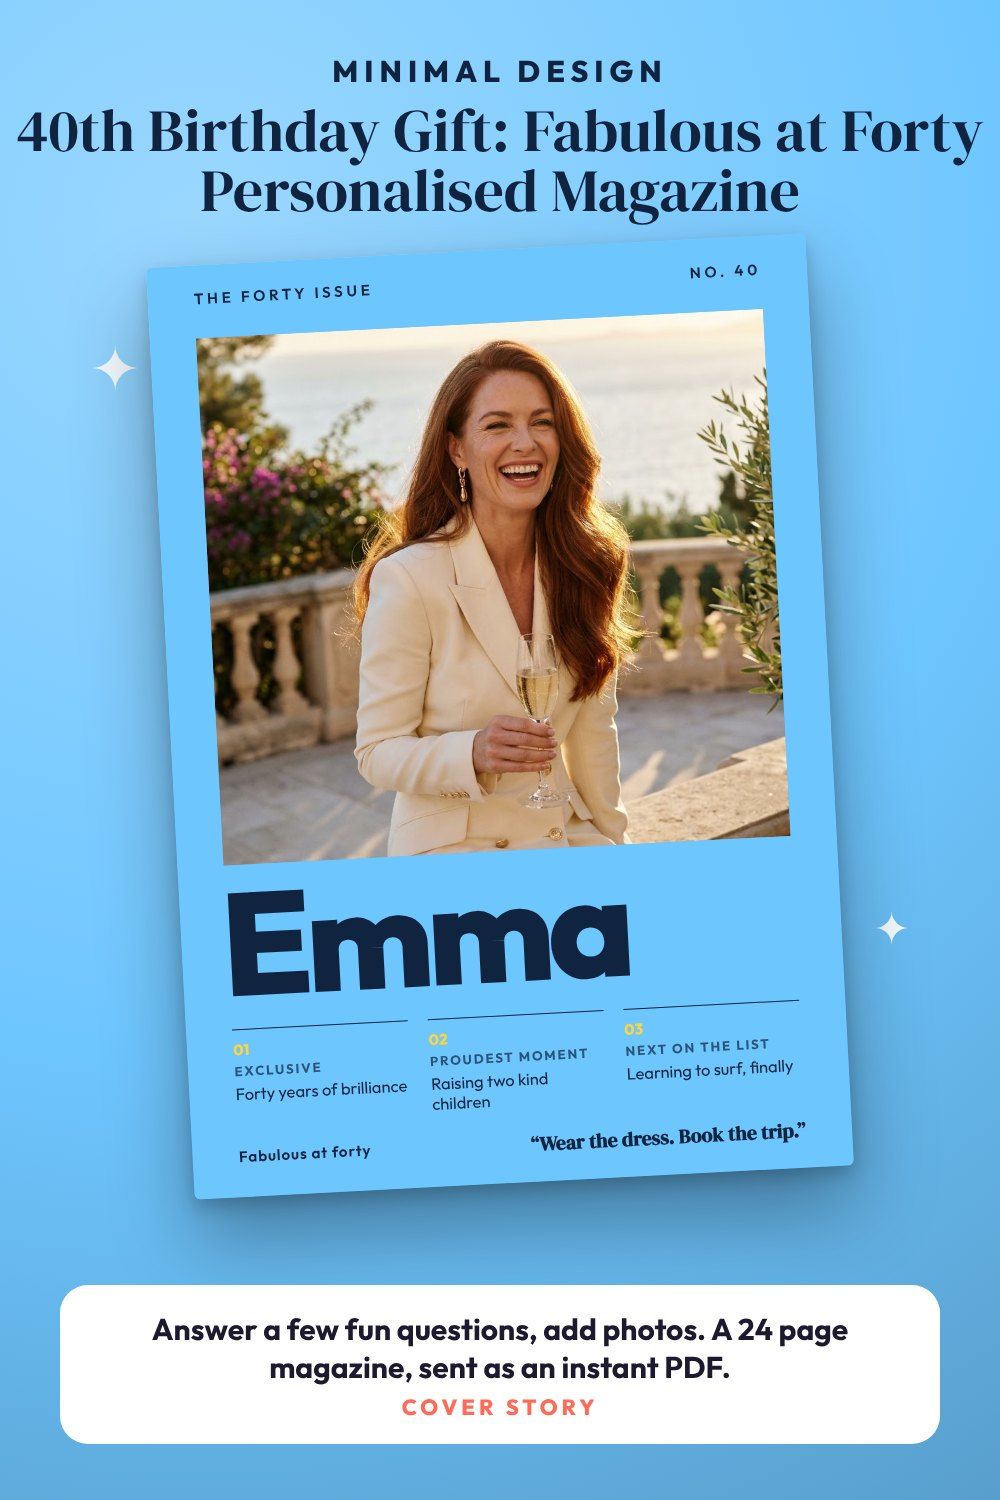 MINIMAL DESIGN
40th Birthday Gift: Fabulous at Forty
Personalised Magazine
THE FORTY ISSUE
NO. 40
Emma
01
EXCLUSIVE
Forty years of brilliance
02
PROUDEST MOMENT
Raising two kind
children
03
NEXT ON THE LIST
Learning to surf, finally
Fabulous at forty
“Wear the dress. Book the trip.”
Answer a few fun questions, add photos. A 24 page
magazine, sent as an instant PDF.
COVER STORY